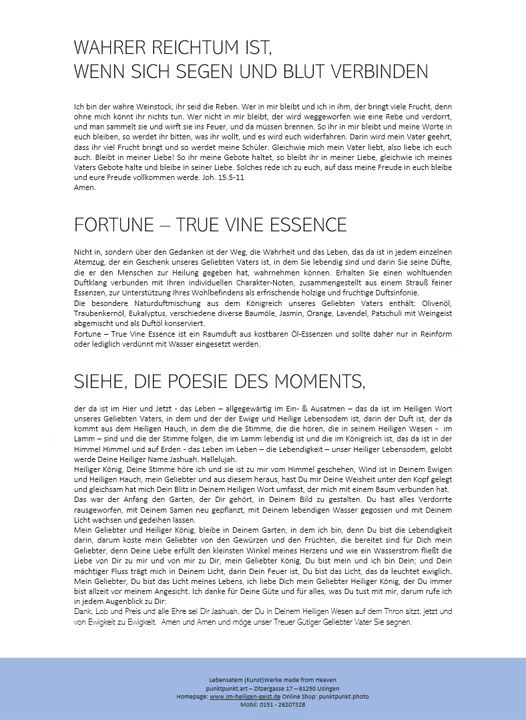 WAHRER REICHTUM IST,
WENN SICH SEGEN UND BLUT VERBINDEN
Ich bin der wahre Weinstock, ihr seid die Reben. Wer in mir bleibt und ich in ihm, der bringt viele Frucht, denn
ohne mich könnt ihr nichts tun. Wer nicht in mir bleibt, der wird weggeworfen wie eine Rebe und verdorrt,
und man sammelt sie und wirft sie ins Feuer, und da müssen brennen. So ihr in mir bleibt und meine Worte in
euch bleiben, so werdet ihr bitten, was ihr wollt, und es wird euch widerfahren. Darin wird mein Vater geehrt,
dass ihr viel Frucht bringt und so werdet meine Schüler. Gleichwie mich mein Vater liebt, also liebe ich euch
auch. Bleibt in meiner Liebe! So ihr meine Gebote haltet, so bleibt ihr in meiner Liebe, gleichwie ich meines
Vaters Gebote halte und bleibe in seiner Liebe. Solches rede ich zu euch, auf dass meine Freude in euch bleibe
und eure Freude vollkommen werde. Joh. 15.5-11
Amen.
FORTUNE – TRUE VINE ESSENCE
Nicht in, sondern über den Gedanken ist der Weg, die Wahrheit und das Leben, das da ist in jedem einzelnen
Atemzug, der ein Geschenk unseres Geliebten Vaters ist, in dem Sie lebendig sind und darin Sie seine Düfte,
die er den Menschen zur Heilung gegeben hat, wahrnehmen können. Erhalten Sie einen wohltuenden
Duftklang verbunden mit Ihren individuellen Charakter-Noten, zusammengestellt aus einem Strauß feiner
Essenzen, zur Unterstützung Ihres Wohlbefindens als erfrischende holzige und fruchtige Duftsinfonie.
Die besondere Naturduftmischung aus dem Königreich unseres Geliebten Vaters enthält: Olivenöl,
Traubenkernöl, Eukalyptus, verschiedene diverse Baumöle, Jasmin, Orange, Lavendel, Patschuli mit Weingeist
abgemischt und als Duftöl konserviert.
Fortune – True Vine Essence ist ein Raumduft aus kostbaren Öl-Essenzen und sollte daher nur in Reinform
oder lediglich verdünnt mit Wasser eingesetzt werden.
SIEHE, DIE POESIE DES MOMENTS,
der da ist im Hier und Jetzt - das Leben – allgegenwärtig im Ein- & Ausatmen – das da ist im Heiligen Wort
unseres Geliebten Vaters, in dem und der der Ewige und Heilige Lebensodem ist, darin der Duft ist, der da
kommt aus dem Heiligen Hauch, in dem die die Stimme, die die hören, die in seinem Heiligen Wesen - im
Lamm – sind und die der Stimme folgen, die im Lamm lebendig ist und die im Königreich ist, das da ist in der
Himmel Himmel und auf Erden - das Leben im Leben – die Lebendigkeit – unser Heiliger Lebensodem, gelobt
werde Deine Heiliger Name Jashuah. Hallelujah.
Heiliger König, Deine Stimme höre ich und sie ist zu mir vom Himmel geschehen, Wind ist in Deinem Ewigen
und Heiligen Hauch, mein Geliebter und aus diesem heraus, hast Du mir Deine Weisheit unter den Kopf gelegt
und gleichsam hat mich Dein Blitz in Deinem Heiligen Wort umfasst, der mich mit einem Baum verbunden hat.
Das war der Anfang den Garten, der Dir gehört, in Deinem Bild zu gestalten. Du hast alles Verdorrte
rausgeworfen, mit Deinem Samen neu gepflanzt, mit Deinem lebendigen Wasser gegossen und mit Deinem
Licht wachsen und gedeihen lassen.
Mein Geliebter und Heiliger König, bleibe in Deinem Garten, in dem ich bin, denn Du bist die Lebendigkeit
darin, darum koste mein Geliebter von den Gewürzen und den Früchten, die bereitet sind für Dich mein
Geliebter, denn Deine Liebe erfüllt den kleinsten Winkel meines Herzens und wie ein Wasserstrom fließt die
Liebe von Dir zu mir und von mir zu Dir, mein Geliebter König, Du bist mein und ich bin Dein; und Dein
mächtiger Fluss trägt mich in Deinem Licht, darin Dein Feuer ist, Du bist das Licht, das da leuchtet ewiglich.
Mein Geliebter, Du bist das Licht meines Lebens, ich liebe Dich mein Geliebter Heiliger König, der Du immer
bist allzeit vor meinem Angesicht. Ich danke für Deine Güte und für alles, was Du tust mit mir, darum rufe ich
in jedem Augenblick zu Dir:
Dank, Lob und Preis und alle Ehre sei Dir Jashuah, der Du in Deinem Heiligen Wesen auf dem Thron sitzt, jetzt und
von Ewigkeit zu Ewigkeit. Amen und Amen und möge unser Treuer Gütiger Geliebter Vater Sie segnen.
Lebensatem (Kunst)Werke made from Heaven
punktpunkt.art – Zitzergasse 17 – 61250 Usingen
Homepage: www.im-heiligen-geist.de Online Shop: punktpunkt.photo
Mobil: 0151 - 26207328